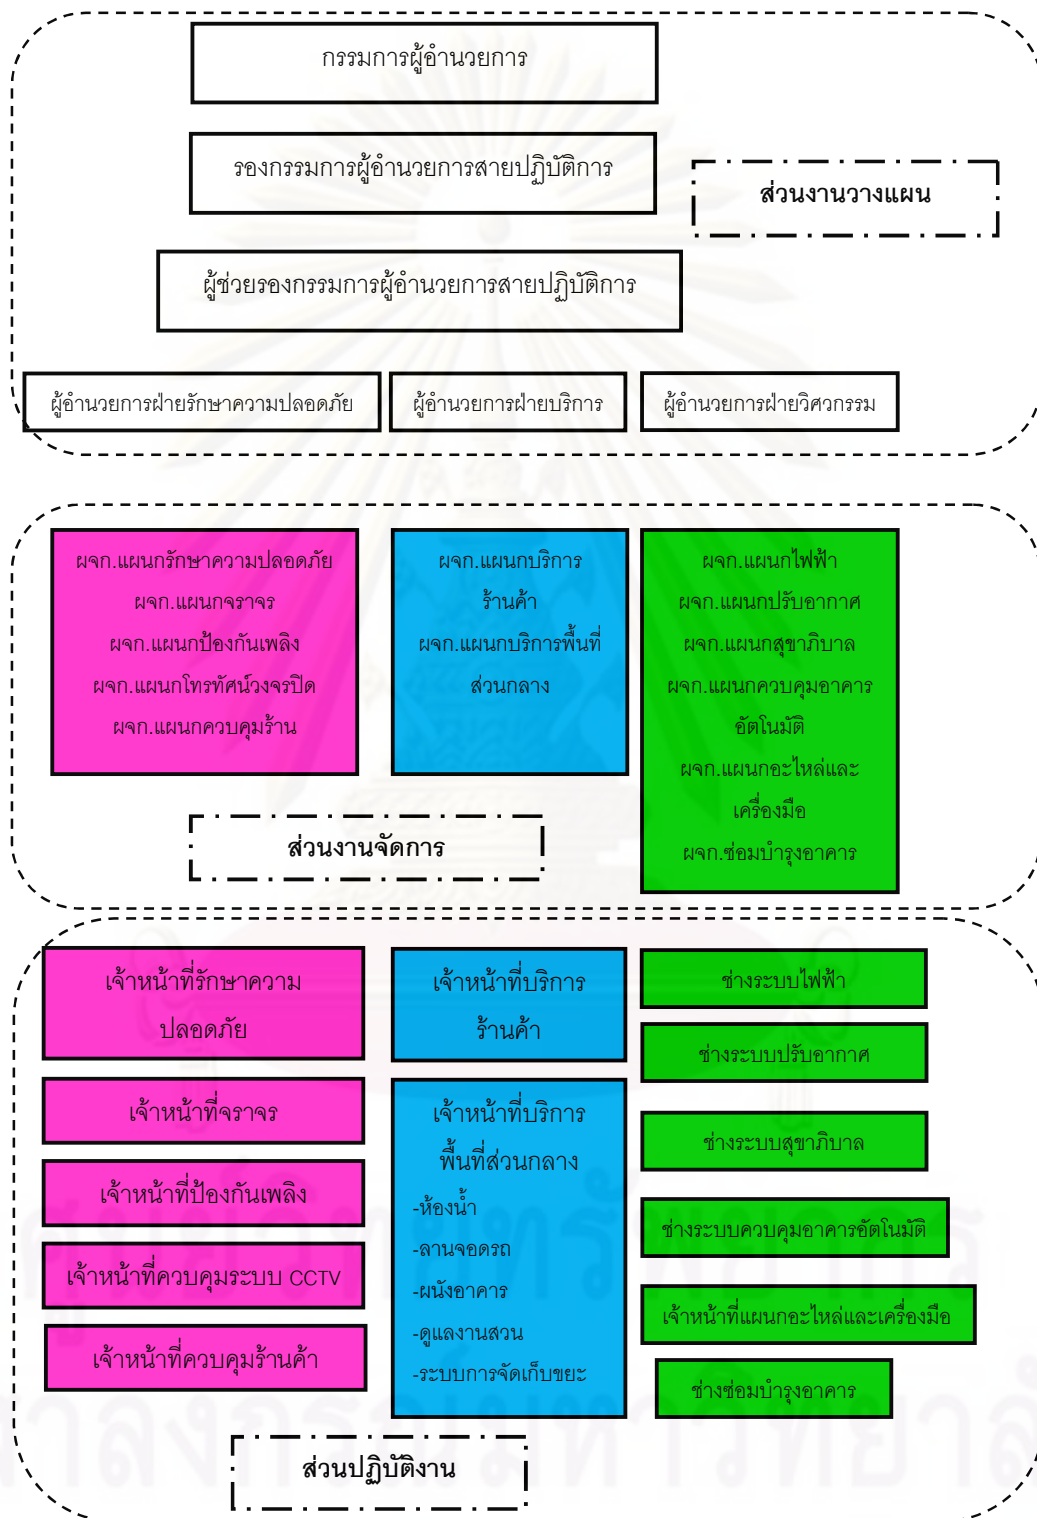 กรรมการผู้อำนวยการ
รองกรรมการผู้อำนวยการสายปฏิบัติการ
ส่วนงานวางแผน
ผู้ช่วยรองกรรมการผู้อำนวยการสายปฏิบัติการ
ผู้อำนวยการฝ่ายรักษาความปลอดภัย
ผู้อำนวยการฝ่ายบริการ
ผู้อำนวยการฝ่ายวิศวกรรม
ผจก.แผนกรักษาความปลอดภัย
ผจก.แผนกจราจร
ผจก.แผนกป้องกันเพลิง
ผจก.แผนกโทรทัศน์วงจรปิด
ผจก.แผนกควบคุมร้าน
ผจก.แผนกบริการ
ร้านค้า
ผจก.แผนกบริการพื้นที่
ส่วนกลาง
ผจก.แผนกไฟฟ้า
ผจก.แผนกปรับอากาศ
ผจก.แผนกสุขาภิบาล
ผจก.แผนกควบคุมอาคาร
อัตโนมัติ
ผจก.แผนกอะไหล่และ
เครื่องมือ
ผจก.ซ่อมบำรุงอาคาร
ส่วนงานจัดการ
เจ้าหน้าที่รักษาความ
ปลอดภัย
เจ้าหน้าที่จราจร
เจ้าหน้าที่ป้องกันเพลิง
เจ้าหน้าที่ควบคุมระบบ CCTV
เจ้าหน้าที่ควบคุมร้านค้า
เจ้าหน้าที่บริการ
ร้านค้า
เจ้าหน้าที่บริการ
พื้นที่ส่วนกลาง
-ห้องน้ำ
-ลานจอดรถ
-ผนังอาคาร
-ดูแลงานสวน
-ระบบการจัดเก็บขยะ
ช่างระบบไฟฟ้า
ช่างระบบปรับอากาศ
ช่างระบบสุขาภิบาล
ช่างระบบควบคุมอาคารอัตโนมัติ
เจ้าหน้าที่แผนกอะไหล่และเครื่องมือ
ช่างซ่อมบำรุงอาคาร
ส่วนปฏิบัติงาน
ศูนย์วิทยทรัพยากร